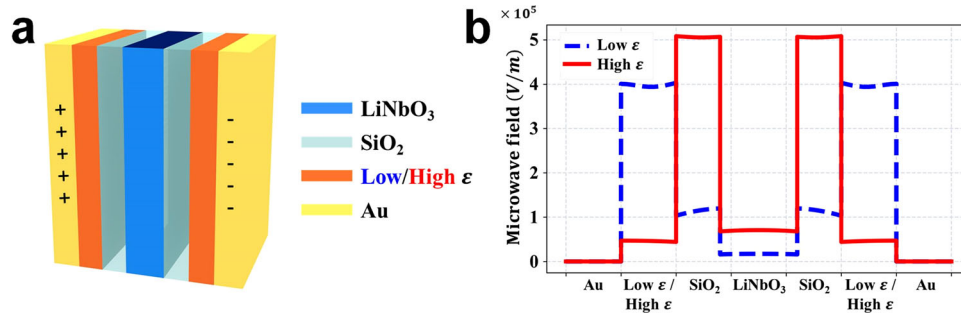 a
+
+
+
+
+
-
-
-
-
-
LiNbO₃
SiO₂
Low/High ε
Au
b
× 10⁵
Microwave field (V/m)
5
4
3
2
1
0
Low ε
High ε
Au
Low ε /
High ε
SiO₂
LiNbO₃
SiO₂
Low ε /
High ε
Au